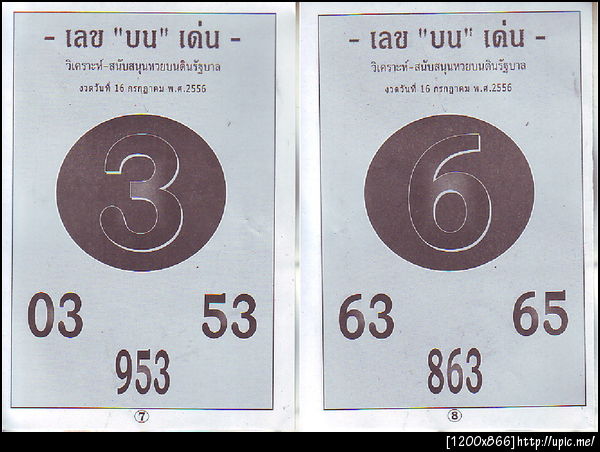 - เลข "บน" เด่น -
วิเคราะห์-สนับสนุนหวยบนดินรัฐบาล
งวดวันที่ 16 กรกฎาคม พ.ศ.2556
3
03 53
953
⑦
- เลข "บน" เด่น -
วิเคราะห์-สนับสนุนหวยบนดินรัฐบาล
งวดวันที่ 16 กรกฎาคม พ.ศ.2556
6
63 65
863
⑧
[1200x866]http://upic.me/